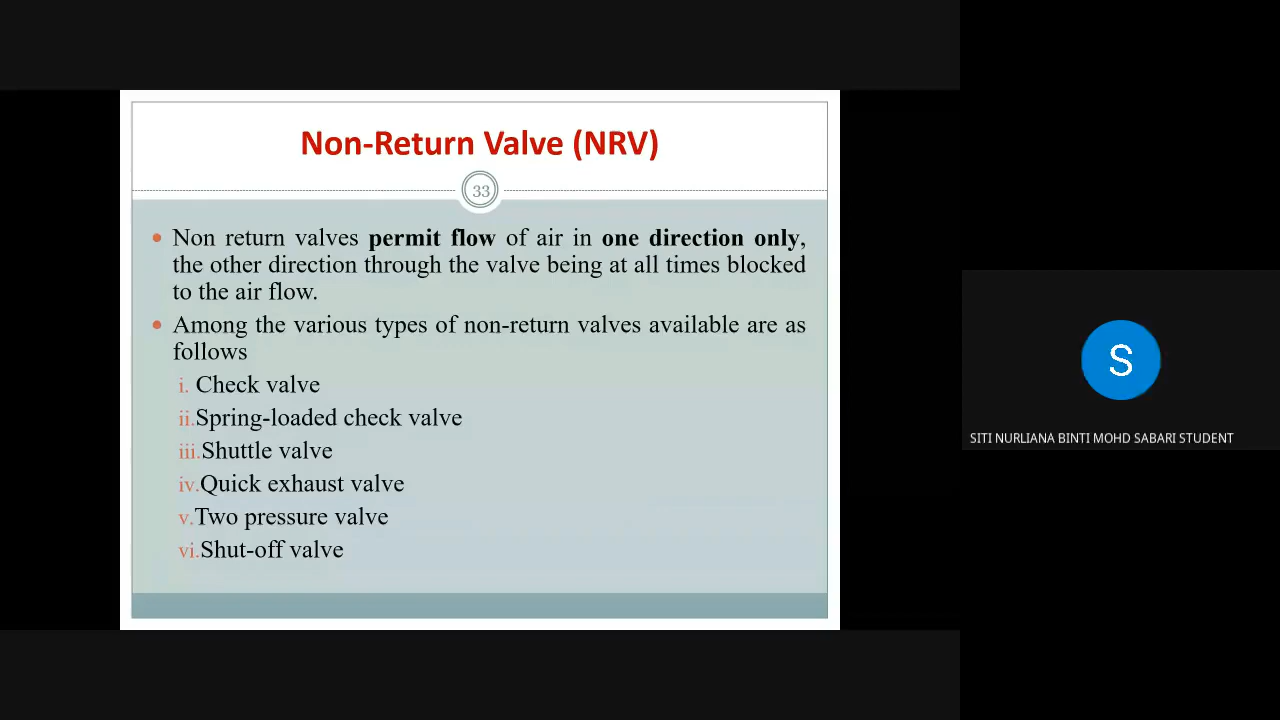 Non-Return Valve (NRV)
33
• Non return valves permit flow of air in one direction only,
the other direction through the valve being at all times blocked
to the air flow.
• Among the various types of non-return valves available are as
follows
i. Check valve
ii.Spring-loaded check valve
iii.Shuttle valve
iv.Quick exhaust valve
v.Two pressure valve
vi.Shut-off valve
S
SITI NURLIANA BINTI MOHD SABARI STUDENT